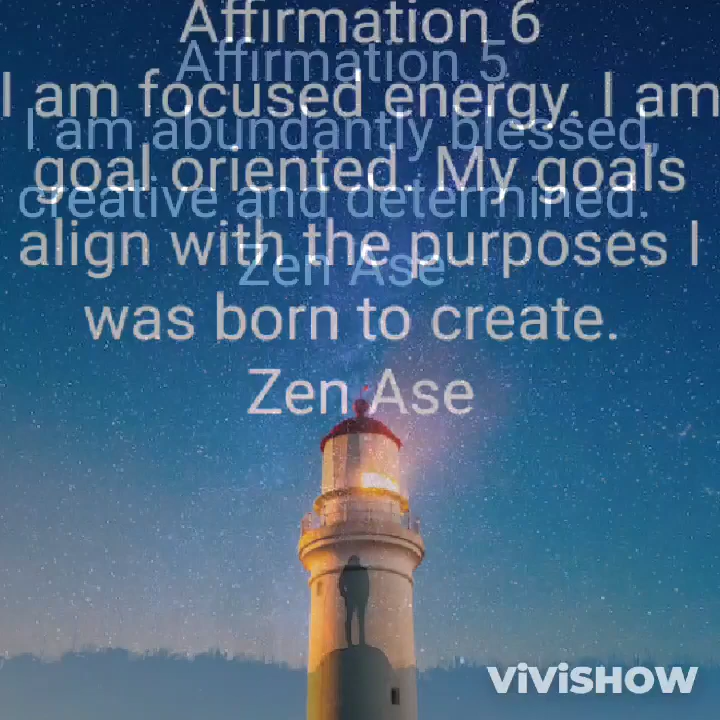 Affirmation 6
I am focused energy. I am
goal oriented. My goals
align with the purposes I
was born to create.
Zen Ase
Affirmation 5
I am abundantly blessed,
creative and determined.
Zen Ase
ViViSHOW